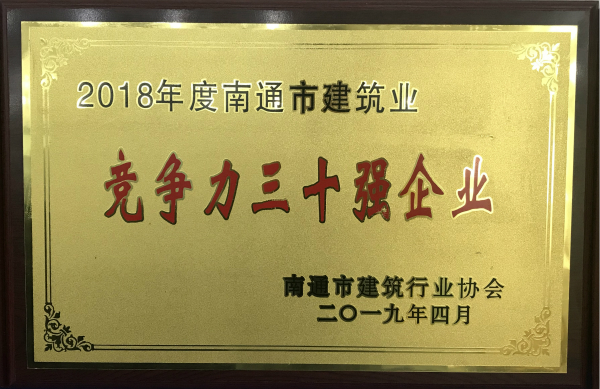 2018年度南通市建筑业
竞争力三十强企业
南通市建筑行业协会
二〇一九年四月